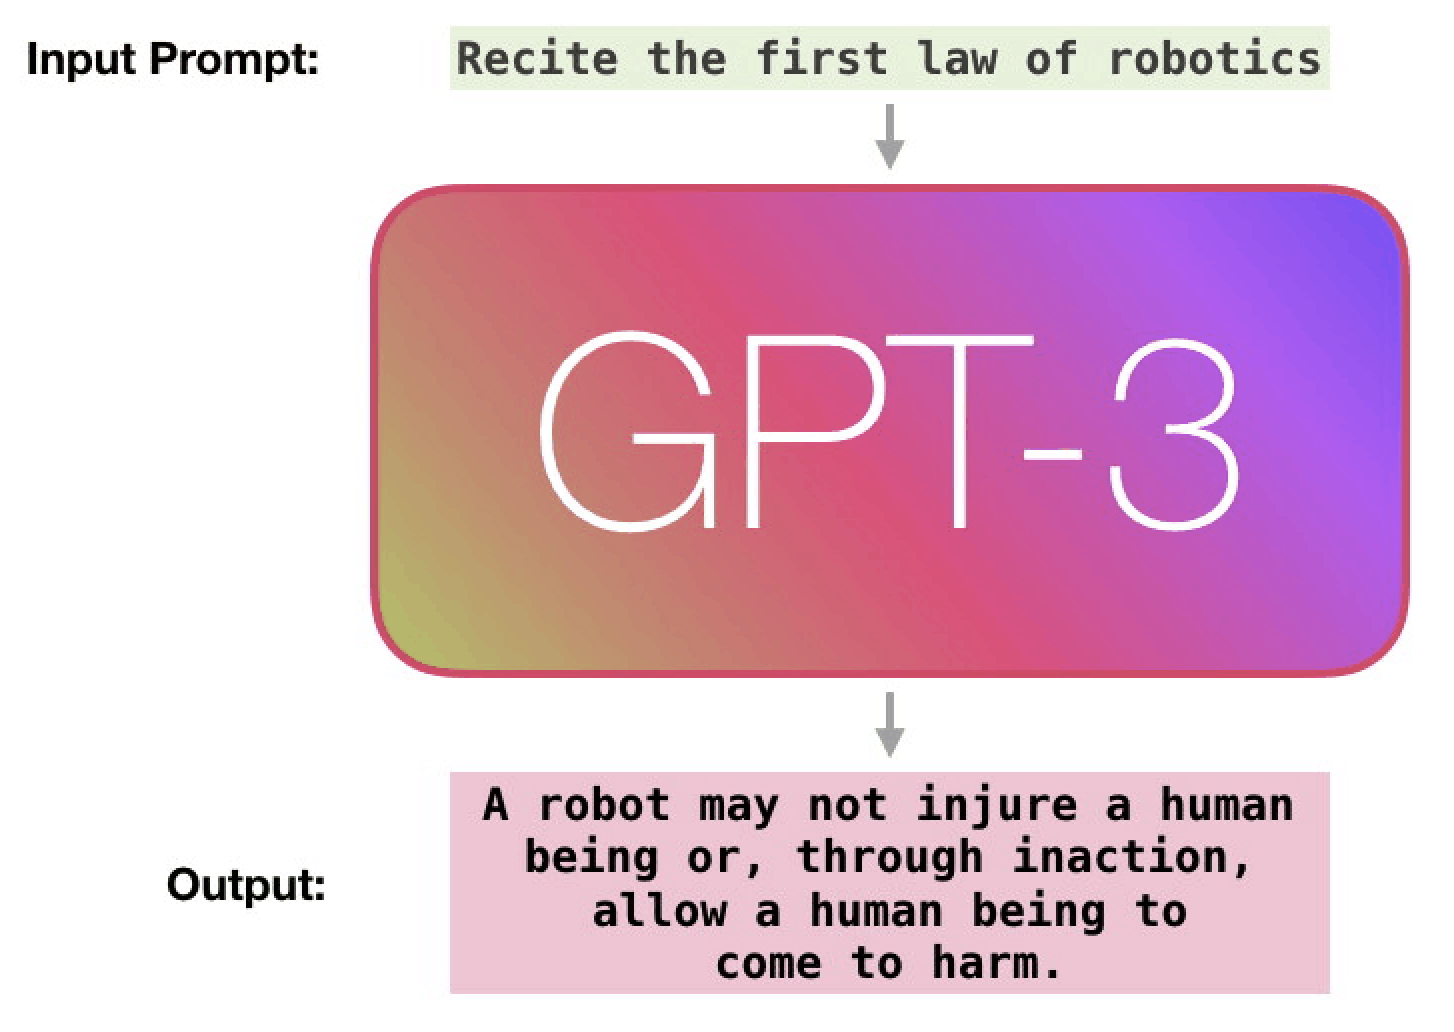 Input Prompt: Recite the first law of robotics
GPT-3
Output:
A robot may not injure a human
being or, through inaction,
allow a human being to
come to harm.